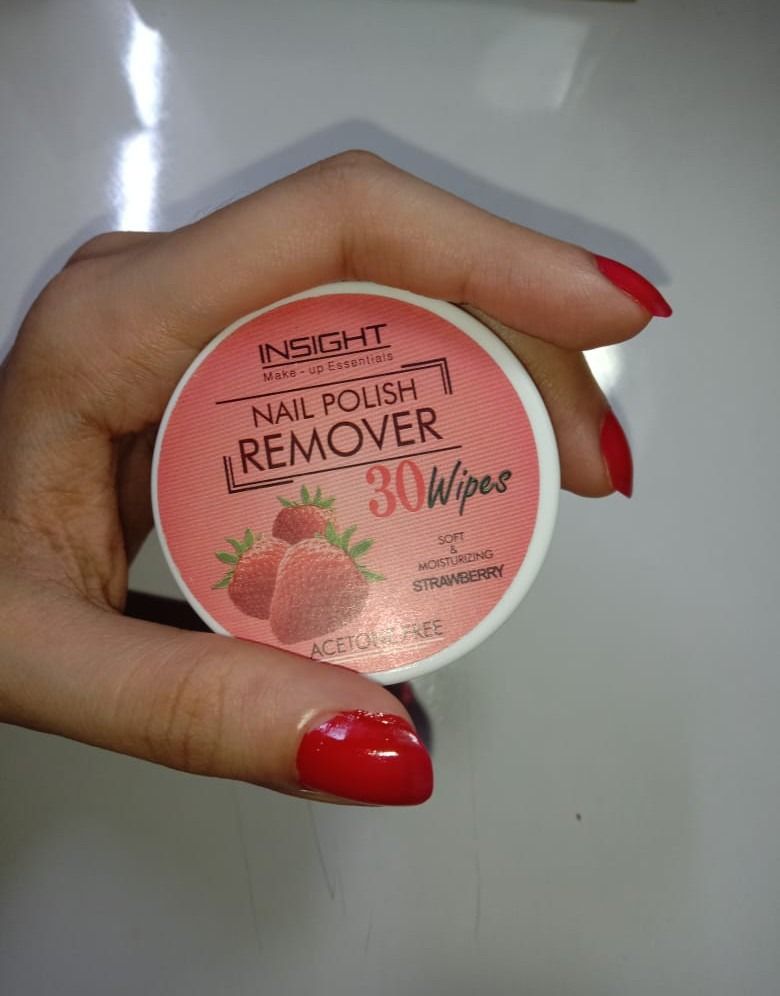 INSIGHT
Make - up Essentials
NAIL POLISH
REMOVER
30 Wipes
SOFT
&
MOISTURIZING
STRAWBERRY
ACETONE FREE